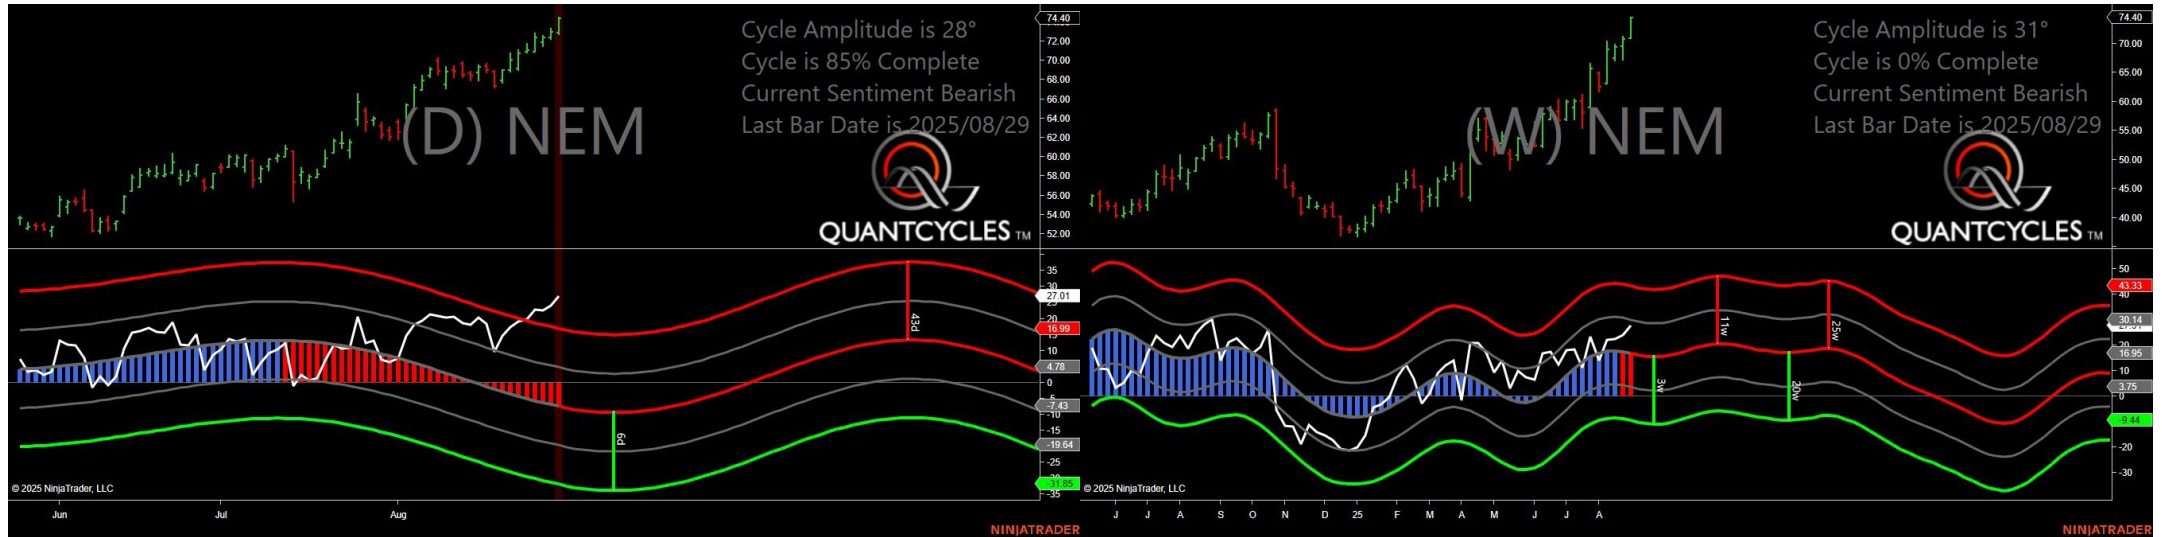 Cycle Amplitude is 28°
Cycle is 85% Complete
Current Sentiment Bearish
Last Bar Date is 2025/08/29
(D) NEM
QUANTCYCLES TM
74.40
72.00
70.00
68.00
66.00
64.00
62.00
60.00
58.00
56.00
54.00
52.00
35
27.01
20
16.99
15
10
4.78
0
-5
-7.43
-10
-15
-19.64
-25
-31.85
-35
43d
6d
© 2025 NinjaTrader, LLC
Jun Jul Aug
NINJATRADER
Cycle Amplitude is 31°
Cycle is 0% Complete
Current Sentiment Bearish
Last Bar Date is 2025/08/29
(W) NEM
QUANTCYCLES TM
74.40
70.00
65.00
60.00
55.00
50.00
45.00
40.00
50
43.33
40
30.14
20
16.95
10
3.75
0
-9.44
-20
-30
11w
25w
3w
20w
© 2025 NinjaTrader, LLC
J J A S O N D 25 F M A M J J A
NINJATRADER